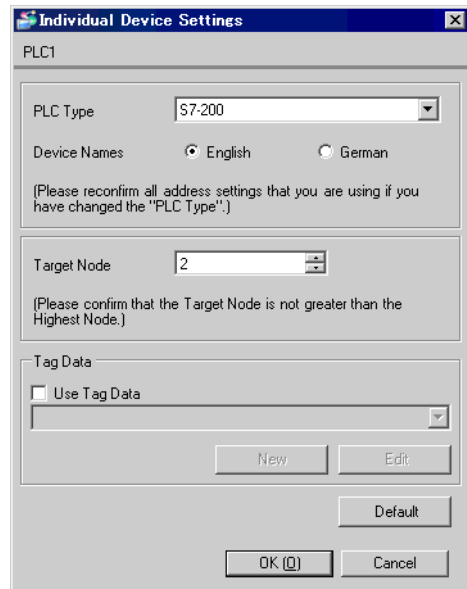 Individual Device Settings
PLC1
PLC Type S7-200
Device Names English German
(Please reconfirm all address settings that you are using if you
have changed the "PLC Type".)
Target Node 2
(Please confirm that the Target Node is not greater than the
Highest Node.)
Tag Data
Use Tag Data
New Edit
Default
OK (O) Cancel